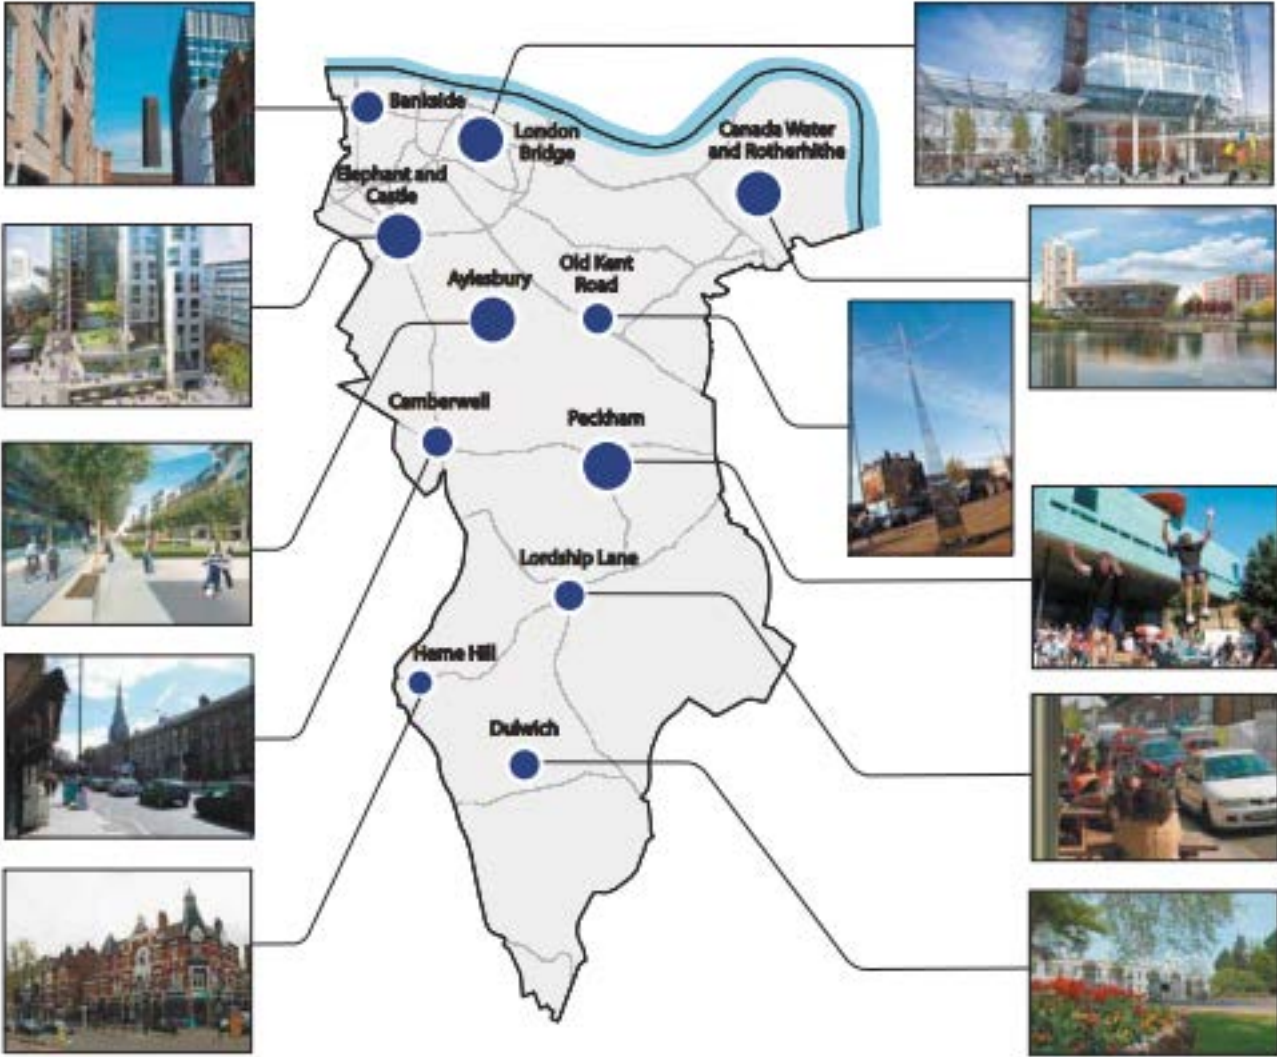 Bankside
London
Bridge
Canada Water
and Rotherhithe
Elephant and
Castle
Aylesbury
Old Kent
Road
Camberwell
Peckham
Lordship Lane
Herne Hill
Dulwich